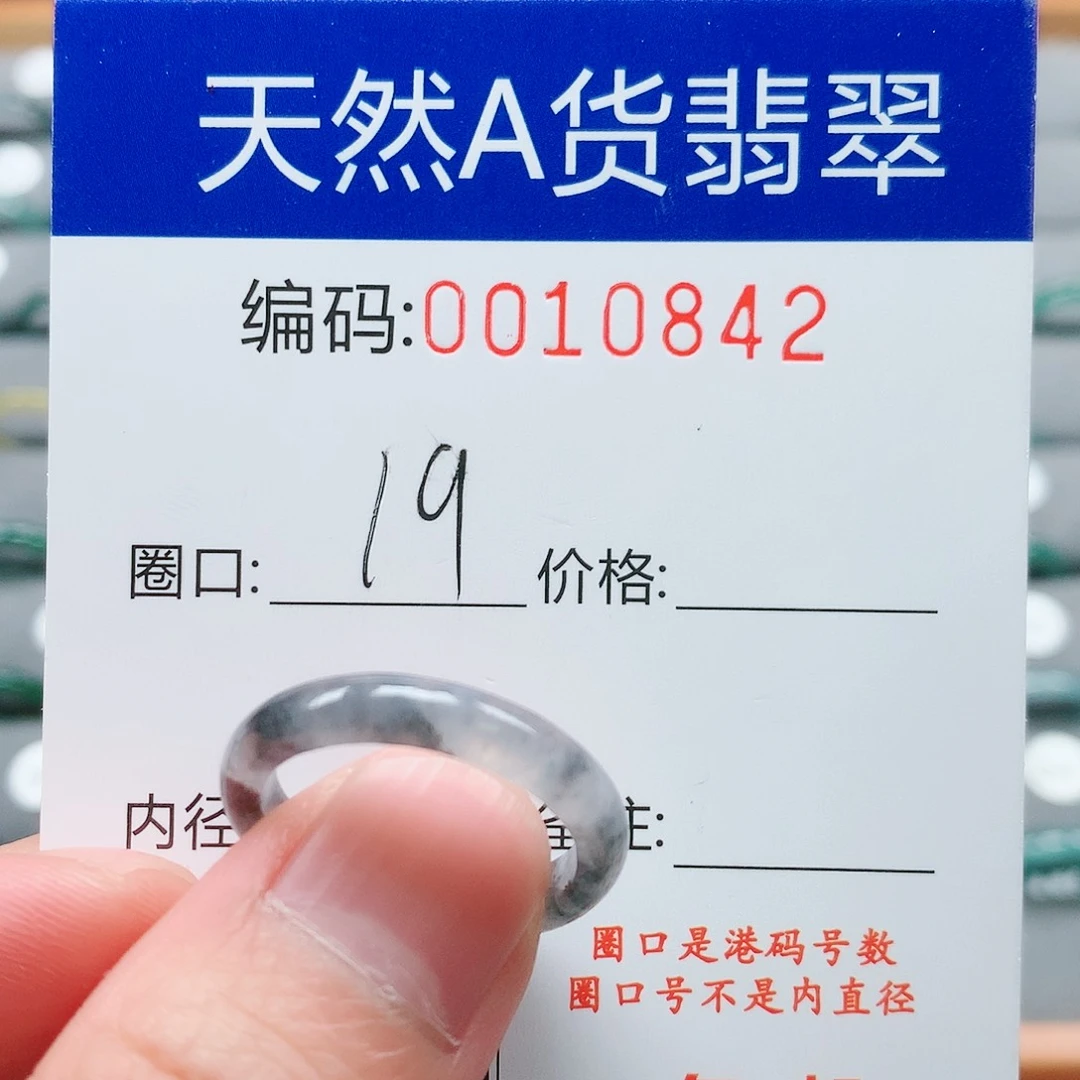 天然A货翡翠
编码:0010842
圈口: 19 价格:
内径 注:
圈口是港码号数
圈口号不是内直径